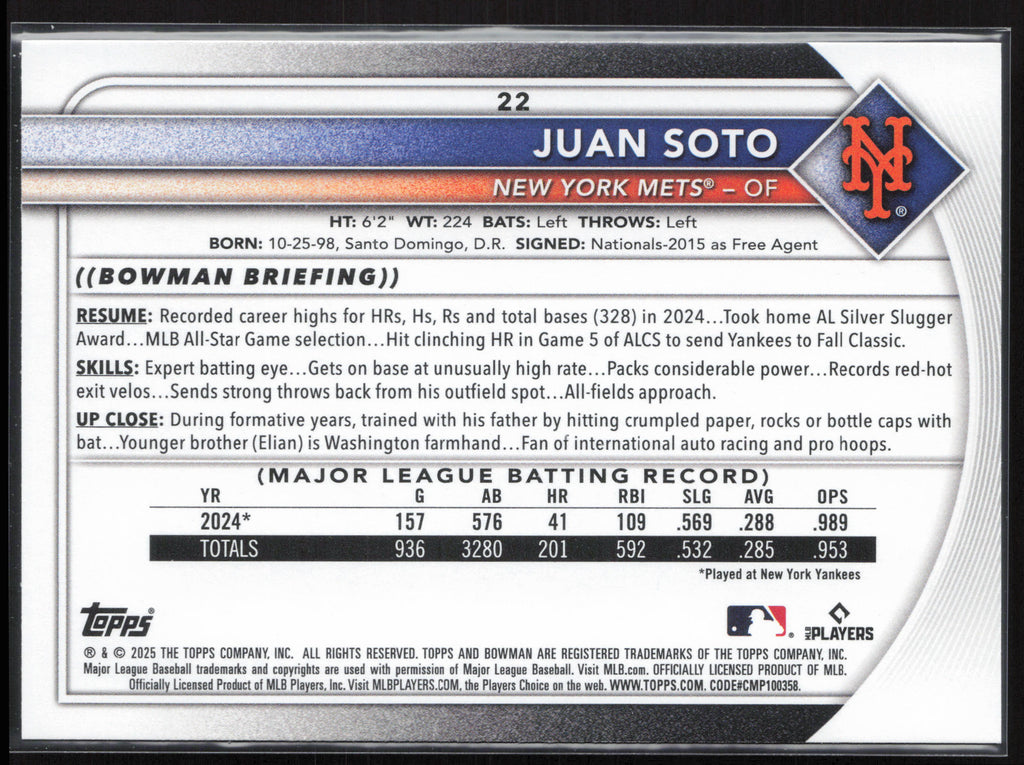 22
JUAN SOTO
NEW YORK METS® – OF
NY ®
HT: 6'2" WT: 224 BATS: Left THROWS: Left
BORN: 10-25-98, Santo Domingo, D.R. SIGNED: Nationals-2015 as Free Agent
((BOWMAN BRIEFING))
RESUME: Recorded career highs for HRs, Hs, Rs and total bases (328) in 2024...Took home AL Silver Slugger
Award...MLB All-Star Game selection...Hit clinching HR in Game 5 of ALCS to send Yankees to Fall Classic.
SKILLS: Expert batting eye...Gets on base at unusually high rate...Packs considerable power...Records red-hot
exit velos...Sends strong throws back from his outfield spot...All-fields approach.
UP CLOSE: During formative years, trained with his father by hitting crumpled paper, rocks or bottle caps with
bat...Younger brother (Elian) is Washington farmhand...Fan of international auto racing and pro hoops.
(MAJOR LEAGUE BATTING RECORD)
YR G AB HR RBI SLG AVG OPS
2024* 157 576 41 109 .569 .288 .989
TOTALS 936 3280 201 592 .532 .285 .953
*Played at New York Yankees
Topps® ® MLB PLAYERS
® & © 2025 THE TOPPS COMPANY, INC. ALL RIGHTS RESERVED. TOPPS AND BOWMAN ARE REGISTERED TRADEMARKS OF THE TOPPS COMPANY, INC.
Major League Baseball trademarks and copyrights are used with permission of Major League Baseball. Visit MLB.com. OFFICIALLY LICENSED PRODUCT OF MLB.
Officially Licensed Product of MLB Players, Inc. Visit MLBPLAYERS.COM, the Players Choice on the web. WWW.TOPPS.COM. CODE#CMP100358.